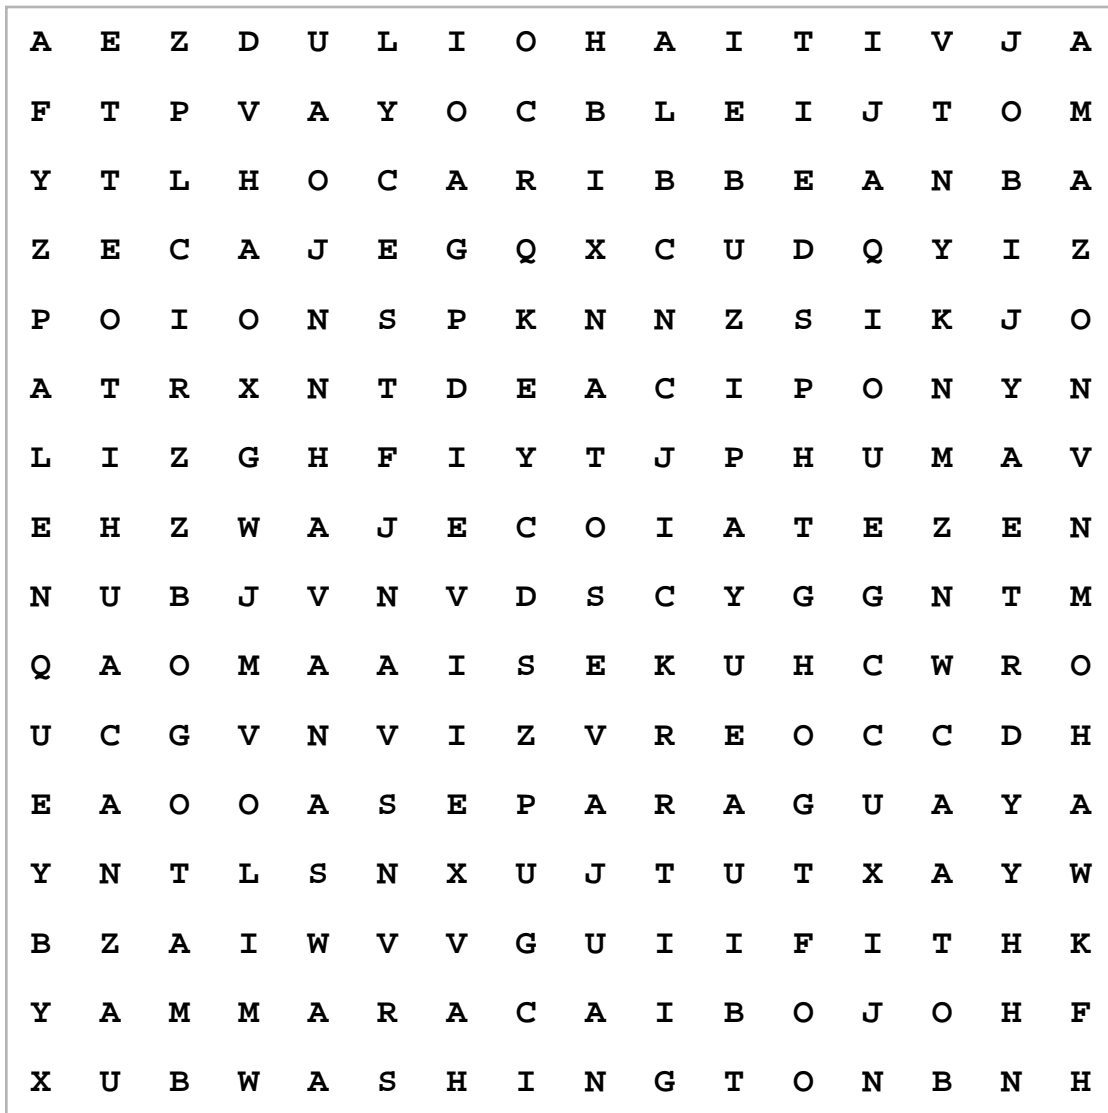 A E Z D U L I O H A I T I V J A
F T P V A Y O C B L E I J T O M
Y T L H O C A R I B B E A N B A
Z E C A J E G Q X C U D Q Y I Z
P O I O N S P K N N Z S I K J O
A T R X N T D E A C I P O N Y N
L I Z G H F I Y T J P H U M A V
E H Z W A J E C O I A T E Z E N
N U B J V N V D S C Y G G N T M
Q A O M A A I S E K U H C W R O
U C G V N V I Z V R E O C C D H
E A O O A S E P A R A G U A Y A
Y N T L S N X U J T U T X A Y W
B Z A I W V V G U I I F I T H K
Y A M M A R A C A I B O J O H F
X U B W A S H I N G T O N B N H